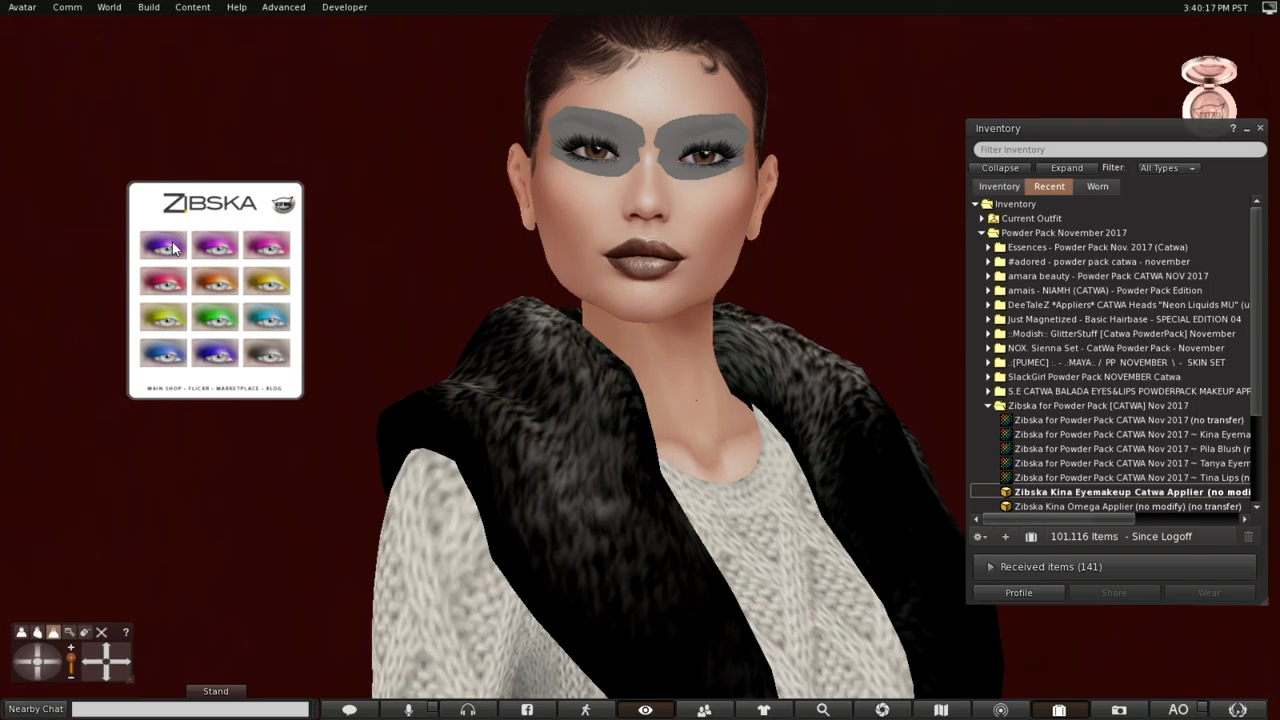 Avatar Comm World Build Content Help Advanced Developer
3:40:17 PM PST
Inventory
?
Filter Inventory
Collapse Expand Filter: All Types
Inventory Recent Worn
Inventory
Current Outfit
Powder Pack November 2017
Essences - Powder Pack Nov. 2017 (Catwa)
#adored - powder pack catwa - november
amara beauty - Powder Pack CATWA NOV 2017
amais - NIAMH (CATWA) - Powder Pack Edition
DeeTaleZ *Appliers* CATWA Heads "Neon Liquids MU" (u
Just Magnetized - Basic Hairbase - SPECIAL EDITION 04
::Modish:: GlitterStuff [Catwa PowderPack] November
NOX. Sienna Set - CatWa Powder Pack - November
.:[PUMEC] :. - .:MAYA:. / PP NOVEMBER \ - SKIN SET
SlackGirl Powder Pack NOVEMBER Catwa
S.E CATWA BALADA EYES&LIPS POWDERPACK MAKEUP APP
Zibska for Powder Pack [CATWA] Nov 2017
Zibska for Powder Pack CATWA Nov 2017 (no transfer)
Zibska for Powder Pack CATWA Nov 2017 ~ Kina Eyema
Zibska for Powder Pack CATWA Nov 2017 ~ Pila Blush (n
Zibska for Powder Pack CATWA Nov 2017 ~ Tanya Eyem
Zibska for Powder Pack CATWA Nov 2017 ~ Tina Lips (n
Zibska Kina Eyemakeup Catwa Applier (no modi
Zibska Kina Omega Applier (no modify) (no transfer)
101,116 Items - Since Logoff
Received items (141)
Profile Share Wear
ZIBSKA
MAIN SHOP - FLICKR - MARKETPLACE - BLOG
?
Stand
Nearby Chat
AO